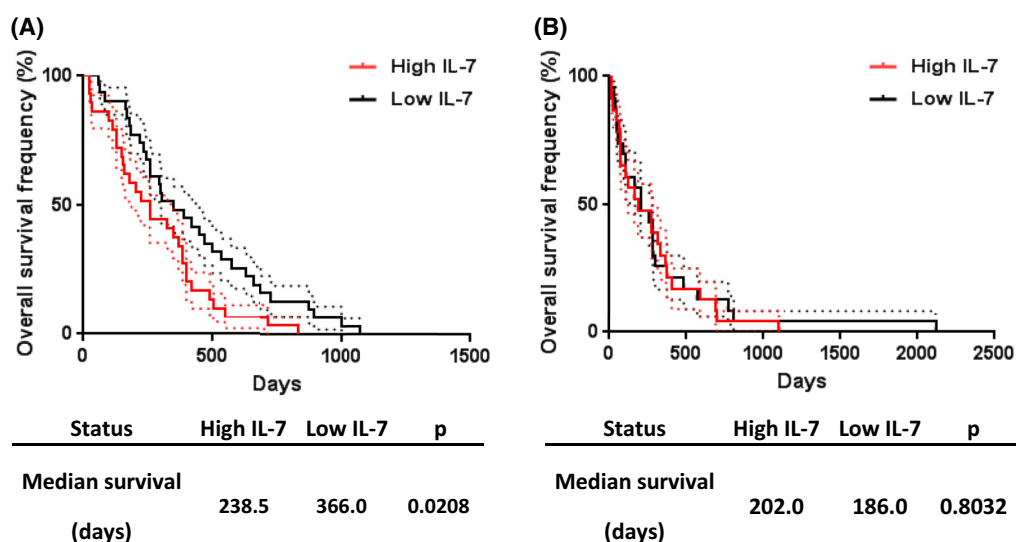 (A)
Overall survival frequency (%)
High IL-7
Low IL-7
100
50
0
0 500 1000 1500
Days
Status High IL-7 Low IL-7 p
Median survival
238.5 366.0 0.0208
(days)
(B)
Overall survival frequency (%)
High IL-7
Low IL-7
100
50
0
0 500 1000 1500 2000 2500
Days
Status High IL-7 Low IL-7 p
Median survival
202.0 186.0 0.8032
(days)